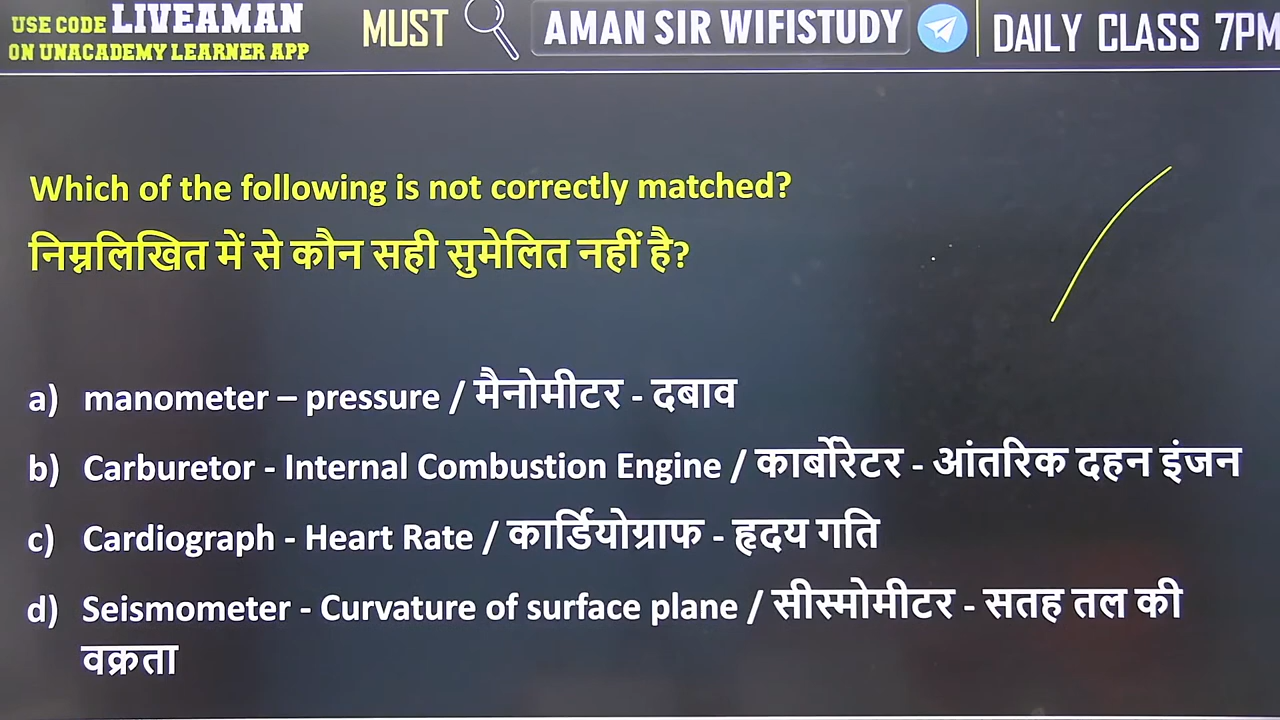 USE CODE LIVEAMAN
ON UNACADEMY LEARNER APP
MUST
AMAN SIR WIFISTUDY
DAILY CLASS 7PM
Which of the following is not correctly matched?
निम्नलिखित में से कौन सही सुमेलित नहीं है?
a) manometer – pressure / मैनोमीटर - दबाव
b) Carburetor - Internal Combustion Engine / कार्बोरेटर - आंतरिक दहन इंजन
c) Cardiograph - Heart Rate / कार्डियोग्राफ - हृदय गति
d) Seismometer - Curvature of surface plane / सीस्मोमीटर - सतह तल की
वक्रता